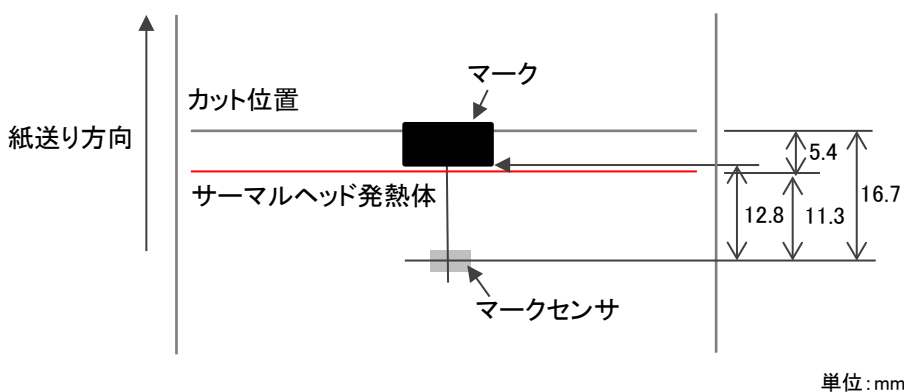 マーク
カット位置
紙送り方向
5.4
サーマルヘッド発熱体
12.8
11.3
16.7
マークセンサ
単位：mm